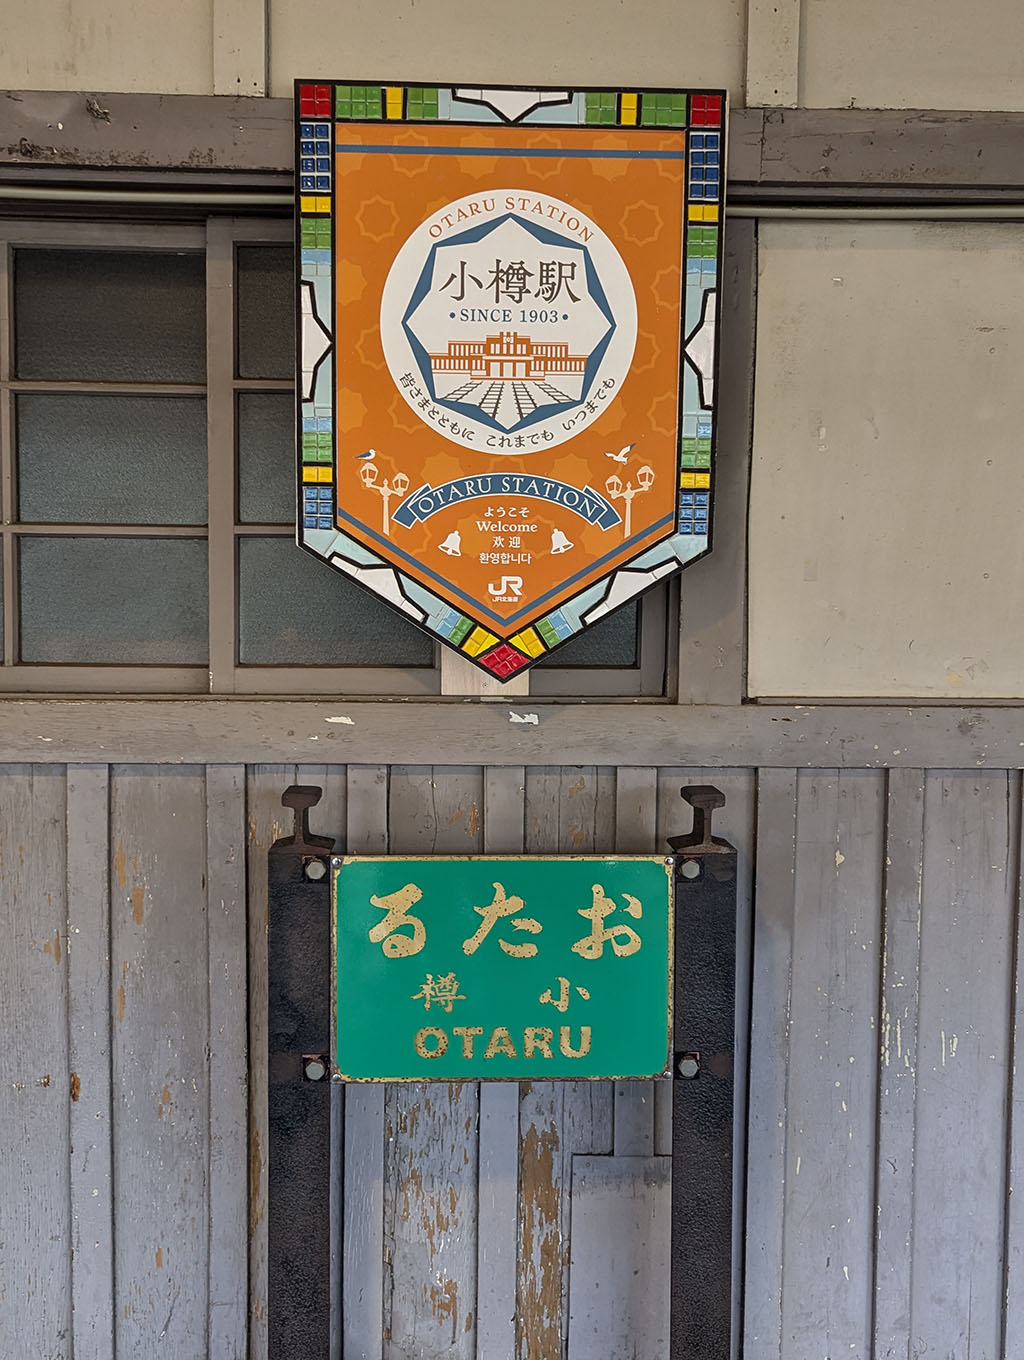 OTARU STATION
小樽駅
•SINCE 1903•
皆さまとともに これまでも いつまでも
OTARU STATION
ようこそ
Welcome
欢迎
환영합니다
JR
JR北海道
おたる
小樽
OTARU